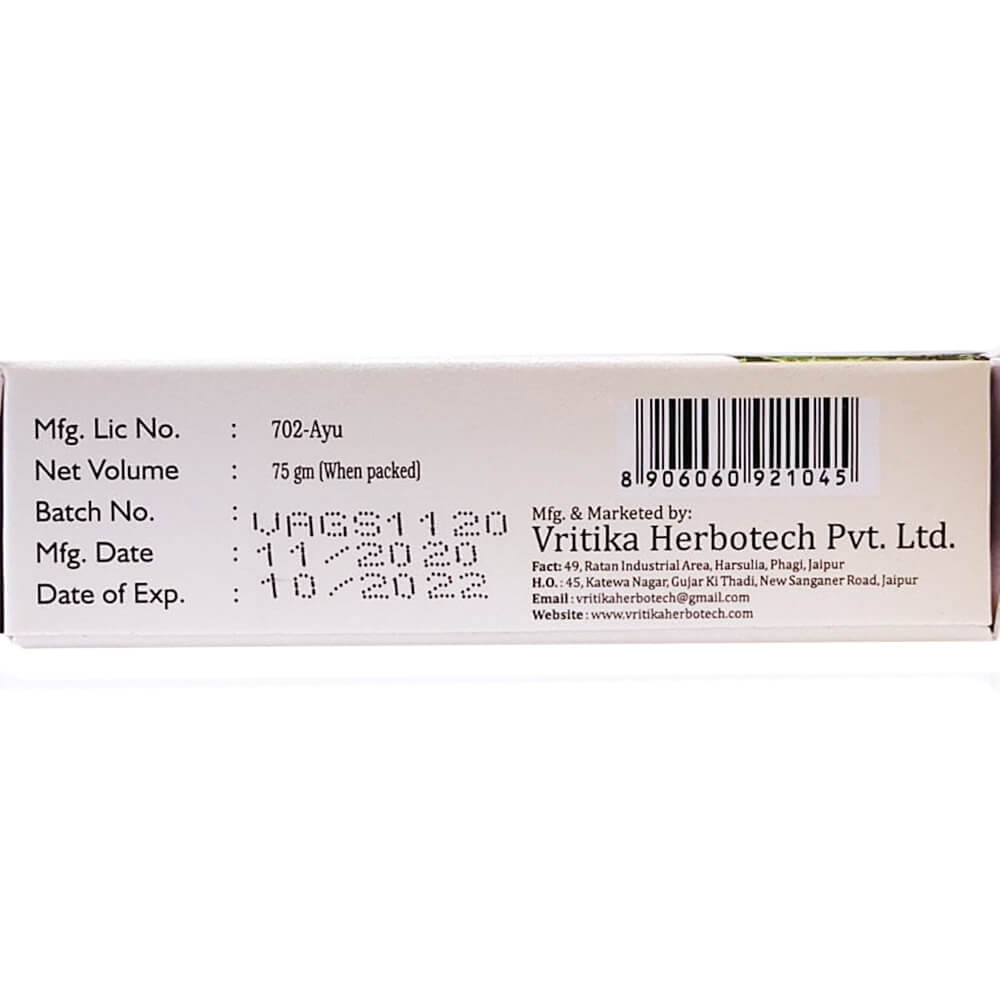 Mfg. Lic No. : 702-Ayu
Net Volume : 75 gm (When packed)
Batch No. : VAGS1120
Mfg. Date : 11/2020
Date of Exp. : 10/2022
8 906060 921045
Mfg. & Marketed by:
Vritika Herbotech Pvt. Ltd.
Fact: 49, Ratan Industrial Area, Harsulia, Phagi, Jaipur
H.O. : 45, Katewa Nagar, Gujar Ki Thadi, New Sanganer Road, Jaipur
Email : vritikaherbotech@gmail.com
Website : www.vritikaherbotech.com